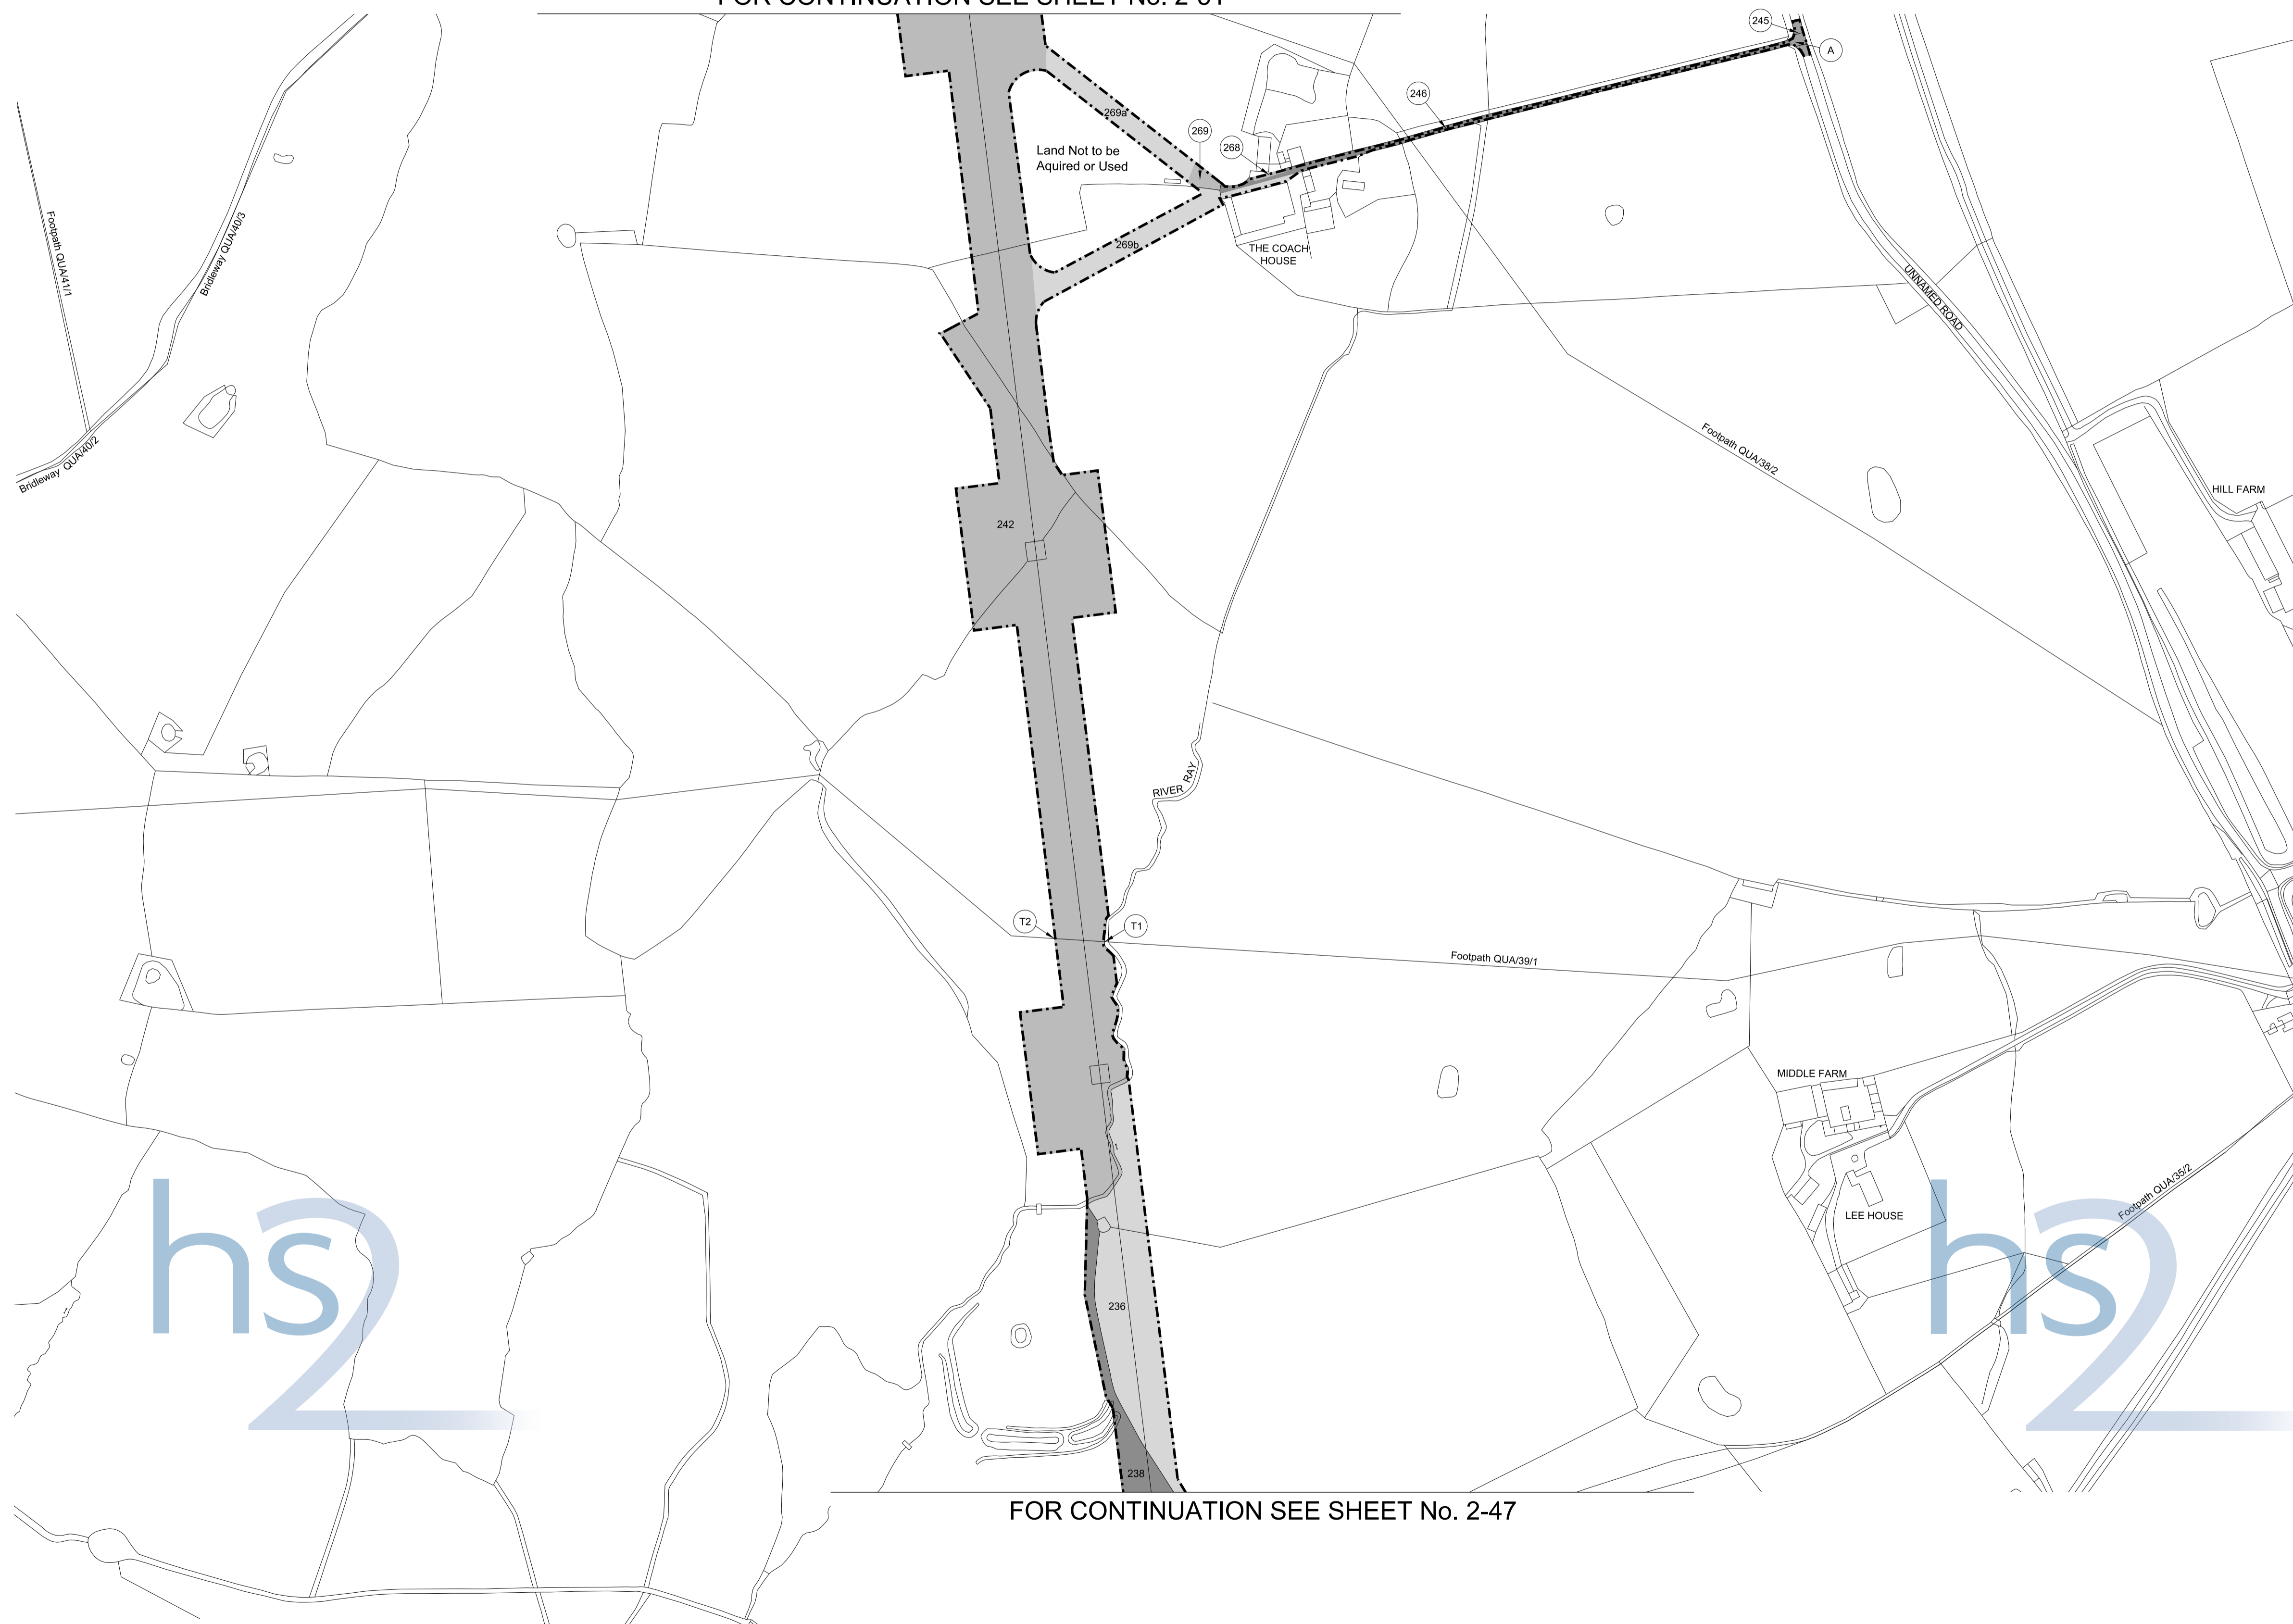 245
A
246
269a
269
268
Land Not to be
Aquired or Used
269b
THE COACH
HOUSE
Footpath QUA/41/1
Bridleway QUA/40/3
Bridleway QUA/40/2
UNNAMED ROAD
Footpath QUA/38/2
HILL FARM
242
RIVER RAY
T2
T1
Footpath QUA/39/1
MIDDLE FARM
LEE HOUSE
Footpath QUA/35/2
236
238
hs2
hs2
FOR CONTINUATION SEE SHEET No. 2-47